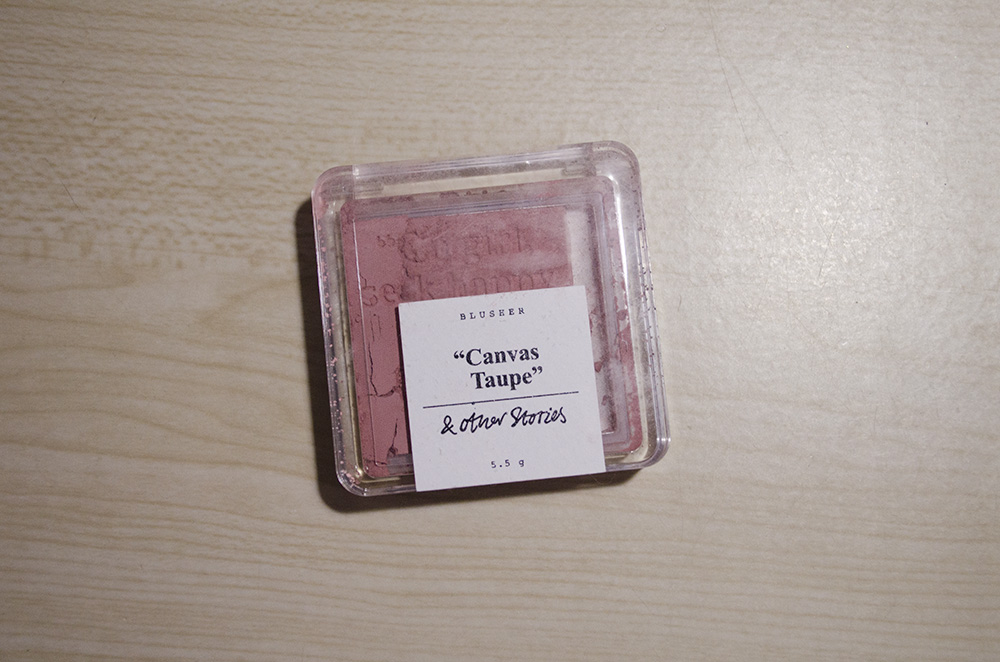 BLUSHER
“Canvas
Taupe”
& other Stories
5.5 g